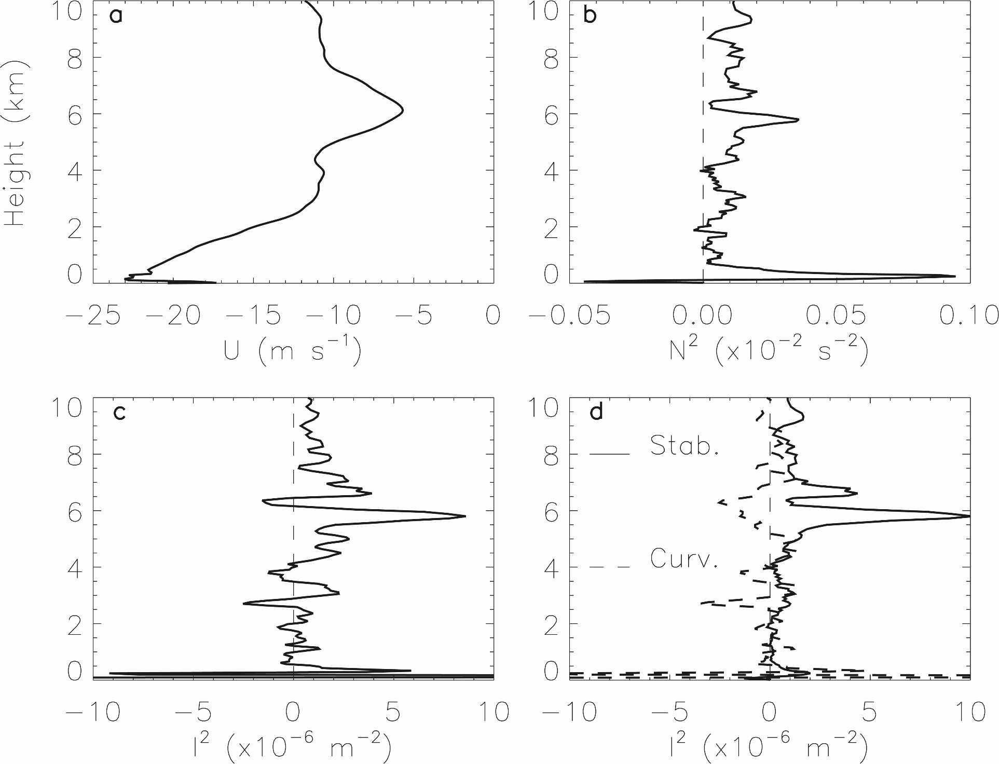 a
10
8
6
4
2
0
Height (km)
−25 −20 −15 −10 −5 0
U (m s⁻¹)
b
10
8
6
4
2
0
−0.05 0.00 0.05 0.10
N² (x10⁻² s⁻²)
c
10
8
6
4
2
0
−10 −5 0 5 10
l² (x10⁻⁶ m⁻²)
d
10
8
6
4
2
0
Stab.
Curv.
−10 −5 0 5 10
l² (x10⁻⁶ m⁻²)